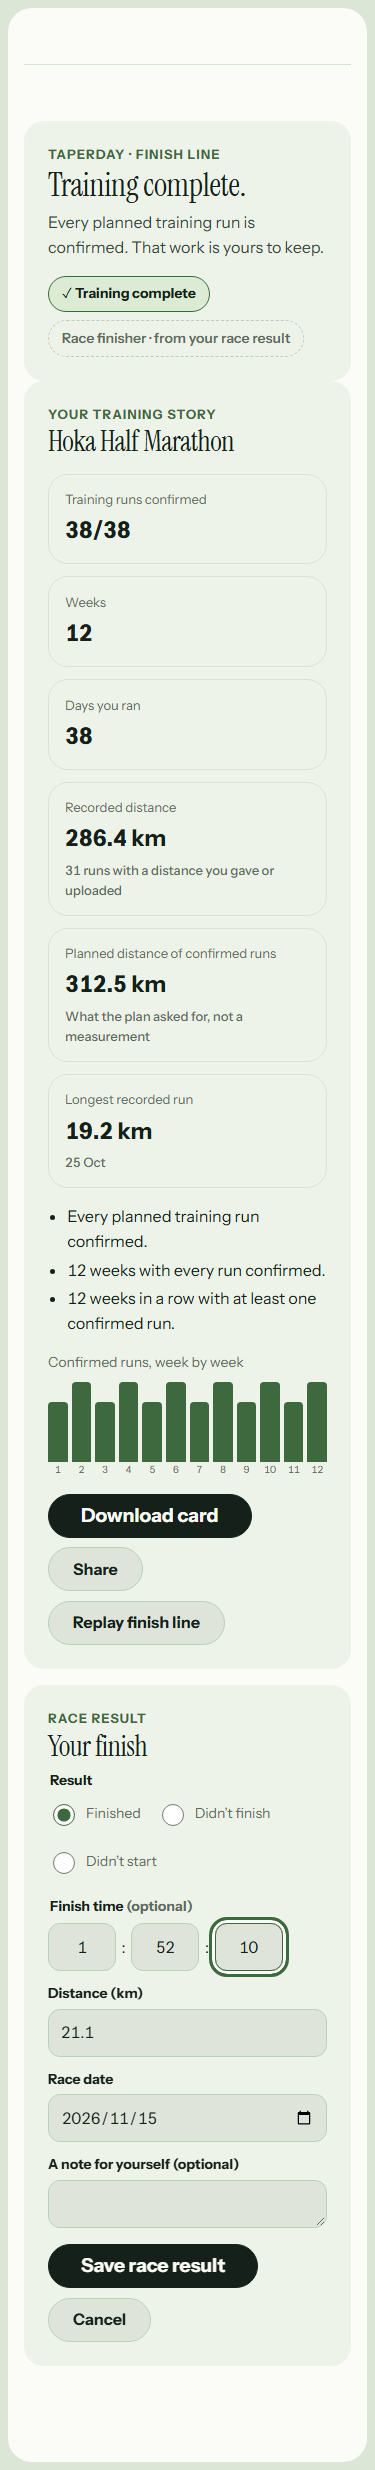 TAPERDAY · FINISH LINE
Training complete.
Every planned training run is
confirmed. That work is yours to keep.
✓ Training complete
Race finisher · from your race result
YOUR TRAINING STORY
Hoka Half Marathon
Training runs confirmed
38/38
Weeks
12
Days you ran
38
Recorded distance
286.4 km
31 runs with a distance you gave or
uploaded
Planned distance of confirmed runs
312.5 km
What the plan asked for, not a
measurement
Longest recorded run
19.2 km
25 Oct
• Every planned training run
confirmed.
• 12 weeks with every run confirmed.
• 12 weeks in a row with at least one
confirmed run.
Confirmed runs, week by week
1 2 3 4 5 6 7 8 9 10 11 12
Download card
Share
Replay finish line
RACE RESULT
Your finish
Result
Finished Didn't finish
Didn't start
Finish time (optional)
1 : 52 : 10
Distance (km)
21.1
Race date
2026/11/15
A note for yourself (optional)
Save race result
Cancel